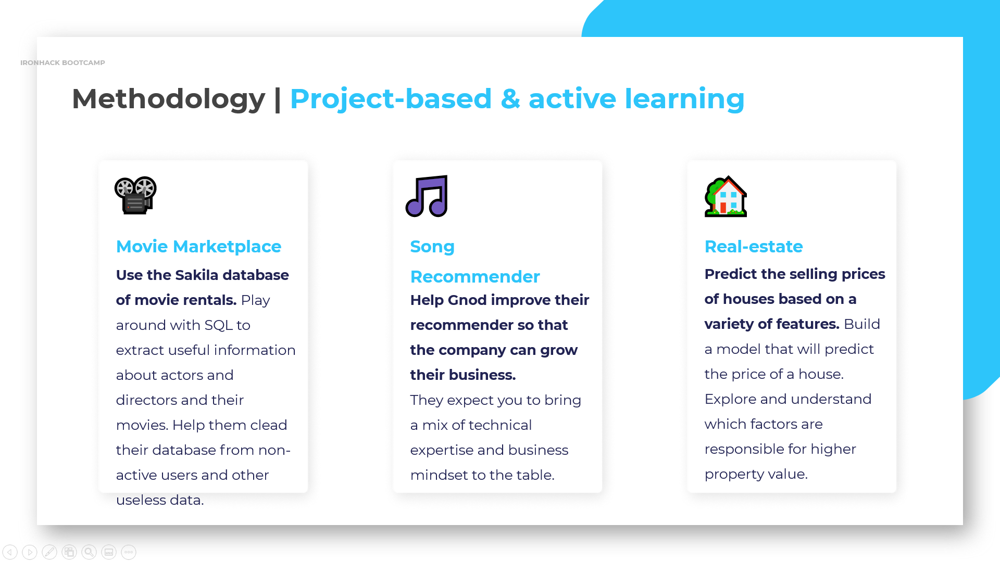 IRONHACK BOOTCAMP
Methodology | Project-based & active learning
Movie Marketplace
Use the Sakila database
of movie rentals. Play
around with SQL to
extract useful information
about actors and
directors and their
movies. Help them clead
their database from non-
active users and other
useless data.
Song
Recommender
Help Gnod improve their
recommender so that
the company can grow
their business.
They expect you to bring
a mix of technical
expertise and business
mindset to the table.
Real-estate
Predict the selling prices
of houses based on a
variety of features. Build
a model that will predict
the price of a house.
Explore and understand
which factors are
responsible for higher
property value.